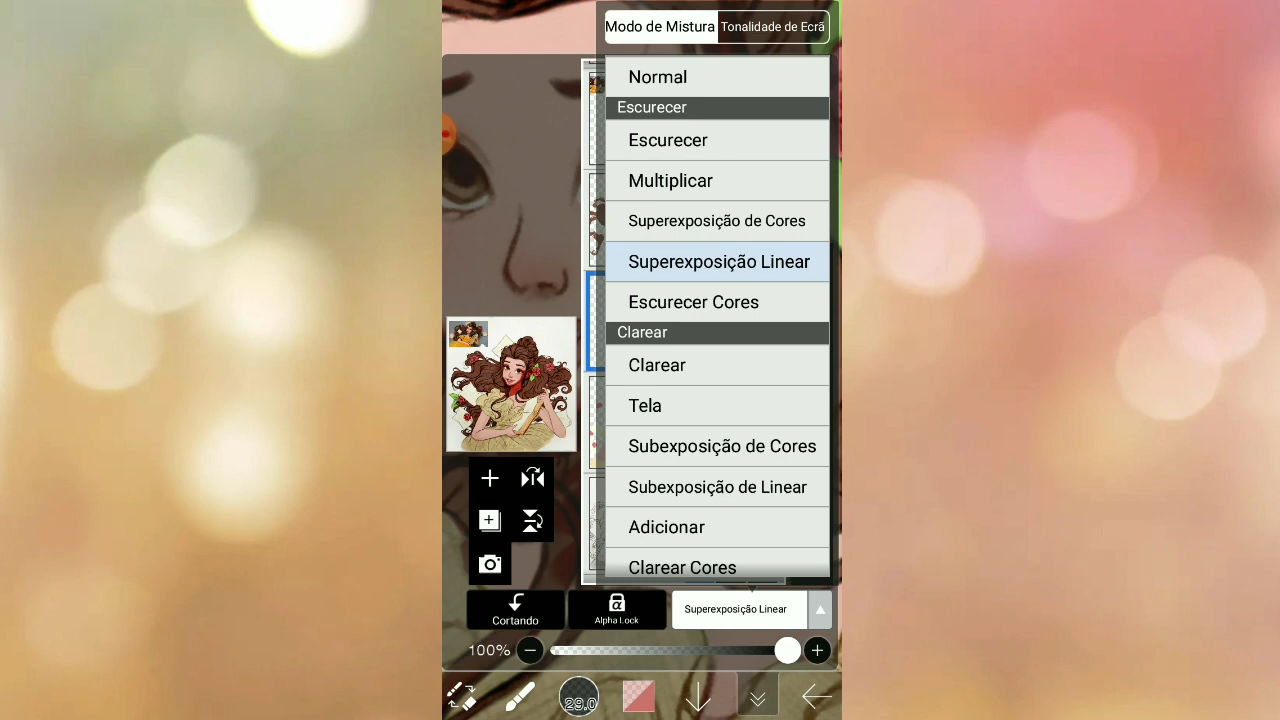 Modo de Mistura
Tonalidade de Ecrã
Normal
Escurecer
Escurecer
Multiplicar
Superexposição de Cores
Superexposição Linear
Escurecer Cores
Clarear
Clarear
Tela
Subexposição de Cores
Subexposição de Linear
Adicionar
Clarear Cores
Cortando
α
Alpha Lock
Superexposição Linear
100%
29.0